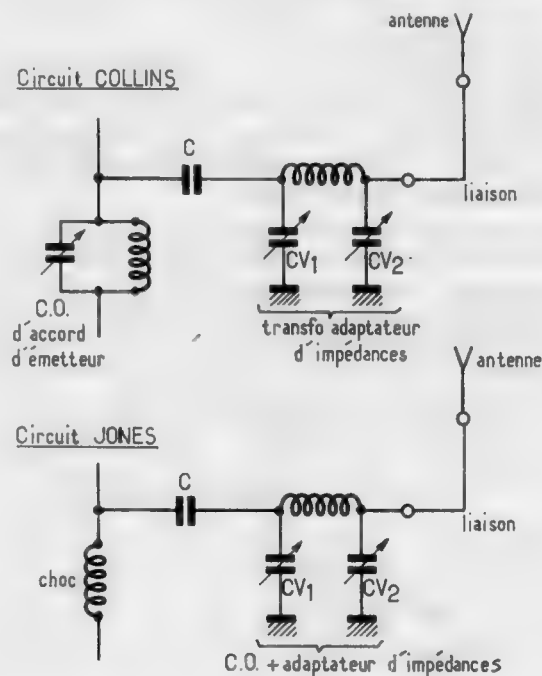 antenne
Circuit COLLINS
C
liaison
CV1
CV2
C.O.
d'accord
d'émetteur
transfo adaptateur
d'impédances
antenne
Circuit JONES
C
liaison
choc
CV1
CV2
C.O. + adaptateur d'impédances